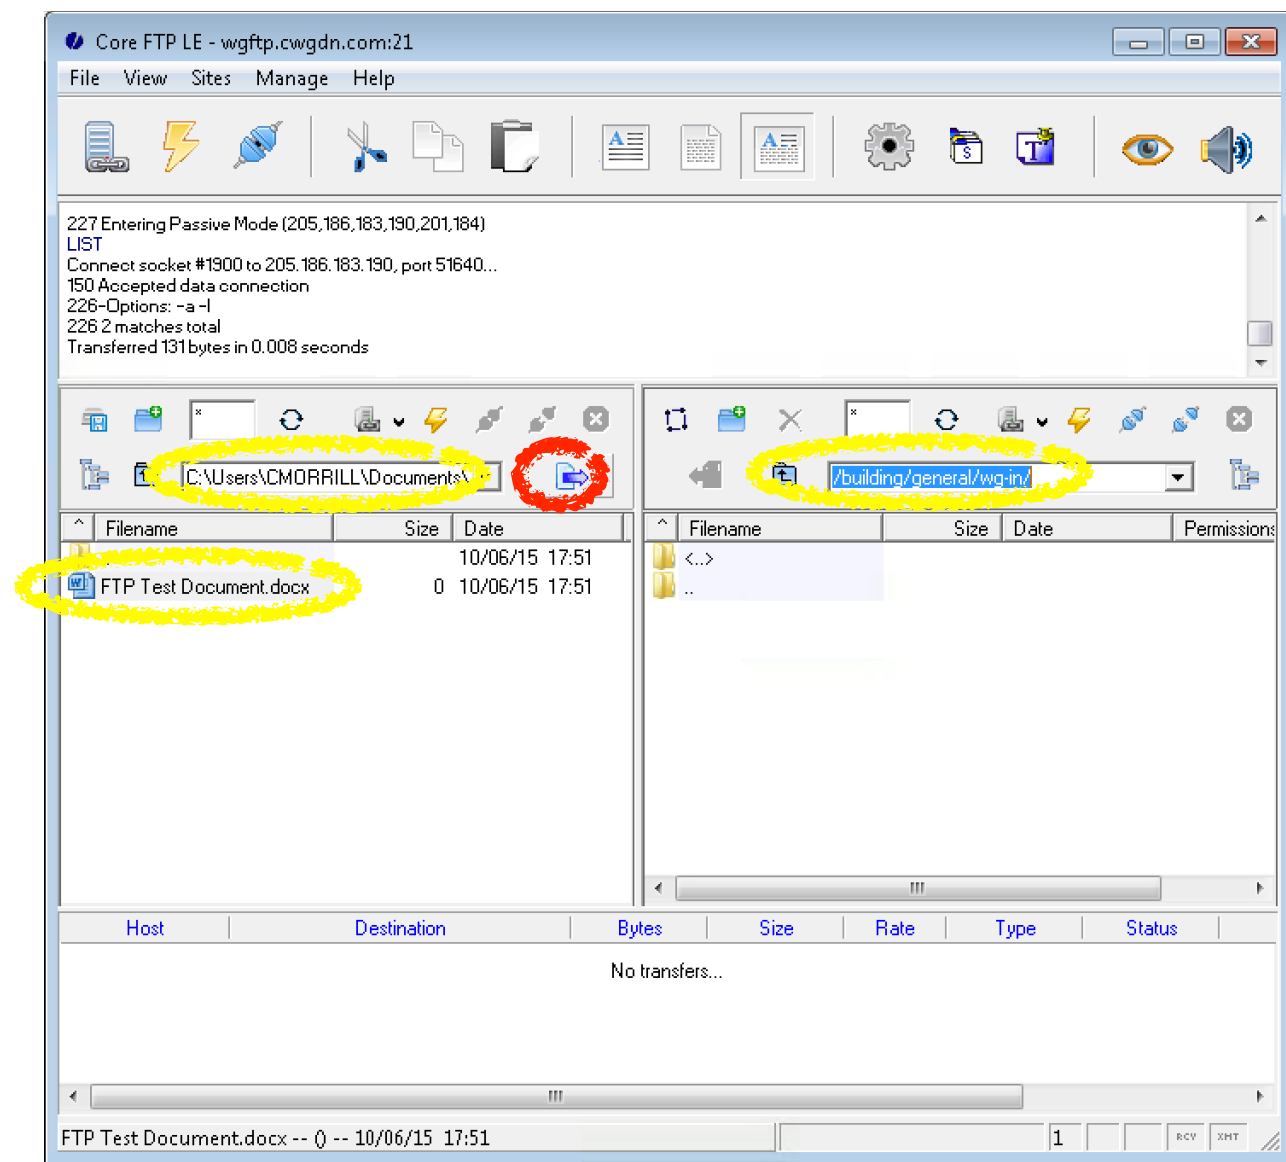 Core FTP LE - wgftp.cwgdn.com:21
File View Sites Manage Help
227 Entering Passive Mode (205,186,183,190,201,184)
LIST
Connect socket #1900 to 205.186.183.190, port 51640...
150 Accepted data connection
226-Options: -a -l
226 2 matches total
Transferred 131 bytes in 0.008 seconds
* *
C:\Users\CMORRILL\Documents\ /building/general/wg-in/
^ Filename Size Date ^ Filename Size Date Permissions
10/06/15 17:51 <..>
FTP Test Document.docx 0 10/06/15 17:51 ..
Host Destination Bytes Size Rate Type Status
No transfers...
FTP Test Document.docx -- () -- 10/06/15 17:51 1 RCV XMT